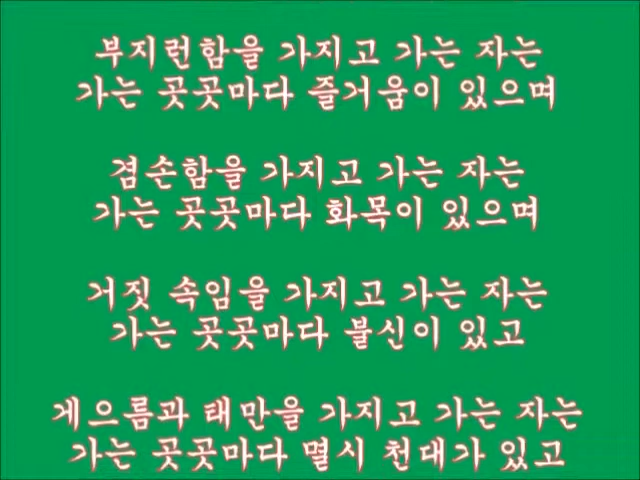 부지런함을 가지고 가는 자는
가는 곳곳마다 즐거움이 있으며
겸손함을 가지고 가는 자는
가는 곳곳마다 화목이 있으며
거짓 속임을 가지고 가는 자는
가는 곳곳마다 불신이 있고
게으름과 태만을 가지고 가는 자는
가는 곳곳마다 멸시 천대가 있고